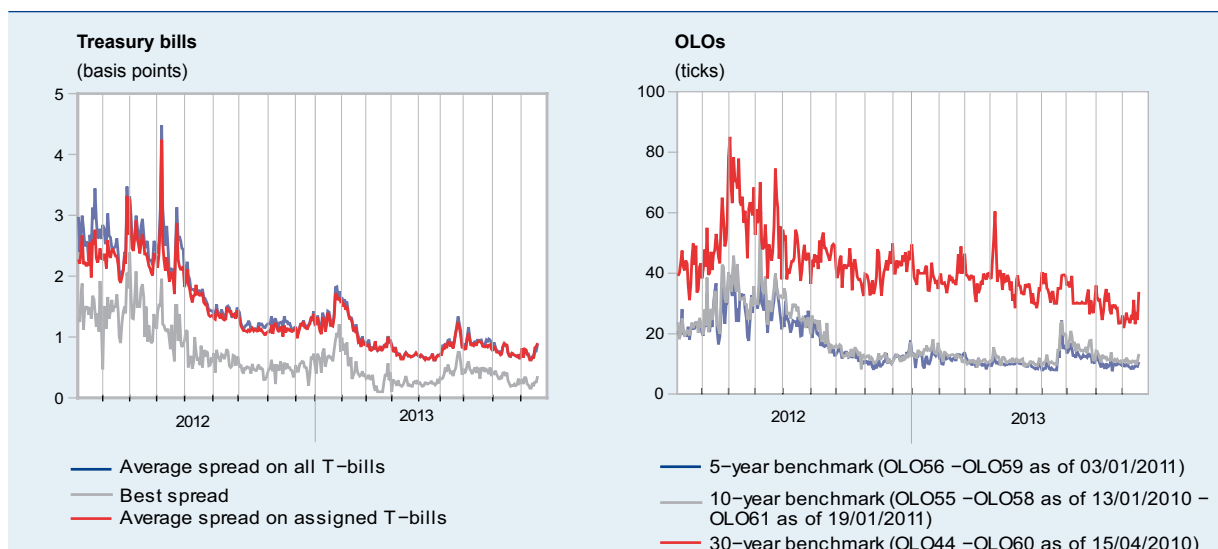 Treasury bills
(basis points)
5
4
3
2
1
0
2012
2013
Average spread on all T−bills
Best spread
Average spread on assigned T−bills
OLOs
(ticks)
100
80
60
40
20
0
2012
2013
5−year benchmark (OLO56 −OLO59 as of 03/01/2011)
10−year benchmark (OLO55 −OLO58 as of 13/01/2010 −
OLO61 as of 19/01/2011)
30−year benchmark (OLO44 −OLO60 as of 15/04/2010)